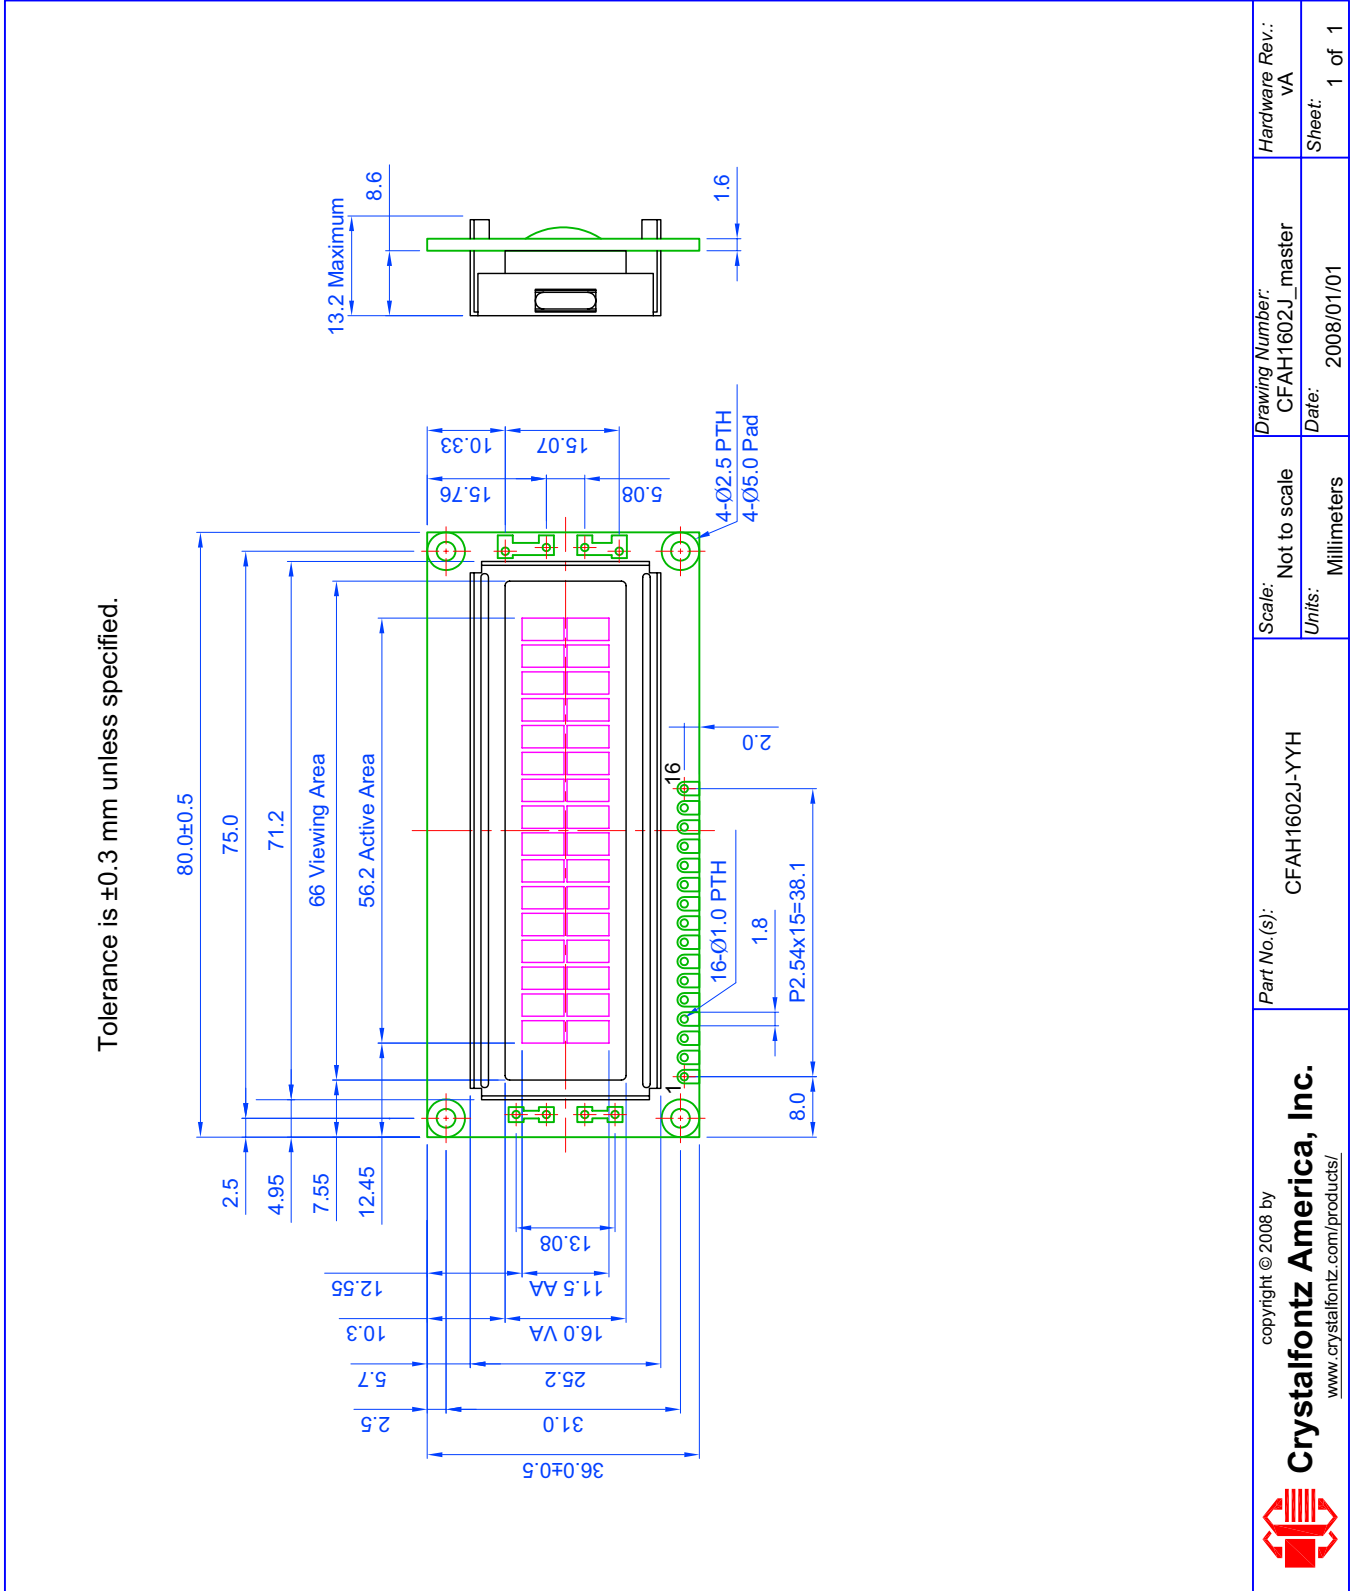 Tolerance is ±0.3 mm unless specified.
80.0±0.5
75.0
71.2
66 Viewing Area
56.2 Active Area
2.5
4.95
7.55
12.45
12.55
10.3
5.7
2.5
13.08
11.5 AA
16.0 VA
25.2
31.0
36.0±0.5
1
16
16-Ø1.0 PTH
1.8
P2.54x15=38.1
8.0
2.0
10.33
15.76
15.07
5.08
4-Ø2.5 PTH
4-Ø5.0 Pad
13.2 Maximum
8.6
1.6
copyright © 2008 by
Crystalfontz America, Inc.
www.crystalfontz.com/products/
Part No.(s):
CFAH1602J-YYH
Scale:
Not to scale
Units:
Millimeters
Drawing Number:
CFAH1602J_master
Date:
2008/01/01
Hardware Rev.:
vA
Sheet:
1 of 1